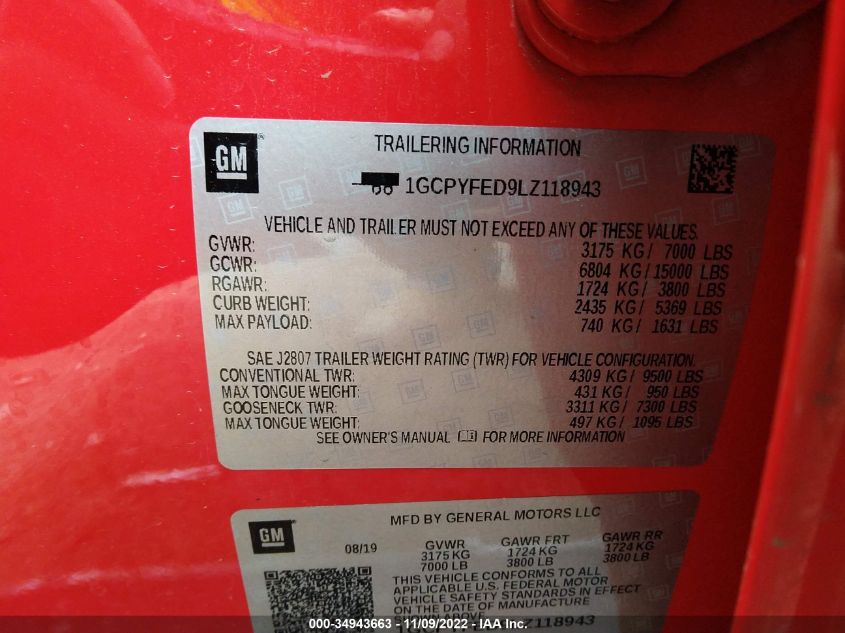 GM
TRAILERING INFORMATION
1GCPYFED9LZ118943
VEHICLE AND TRAILER MUST NOT EXCEED ANY OF THESE VALUES.
GVWR: 3175 KG/ 7000 LBS
GCWR: 6804 KG/15000 LBS
RGAWR: 1724 KG/ 3800 LBS
CURB WEIGHT: 2435 KG/ 5369 LBS
MAX PAYLOAD: 740 KG/ 1631 LBS
SAE J2807 TRAILER WEIGHT RATING (TWR) FOR VEHICLE CONFIGURATION.
CONVENTIONAL TWR: 4309 KG/ 9500 LBS
MAX TONGUE WEIGHT: 431 KG/ 950 LBS
GOOSENECK TWR: 3311 KG/ 7300 LBS
MAX TONGUE WEIGHT: 497 KG/ 1095 LBS
SEE OWNER'S MANUAL FOR MORE INFORMATION
GM
MFD BY GENERAL MOTORS LLC
08/19 GVWR GAWR FRT GAWR RR
3175 KG 1724 KG 1724 KG
7000 LB 3800 LB 3800 LB
THIS VEHICLE CONFORMS TO ALL
APPLICABLE U.S. FEDERAL MOTOR
VEHICLE SAFETY STANDARDS IN EFFECT
ON THE DATE OF MANUFACTURE
SHOWN ABOVE
1GCPYFED9LZ118943
000-34943663 - 11/09/2022 - IAA Inc.